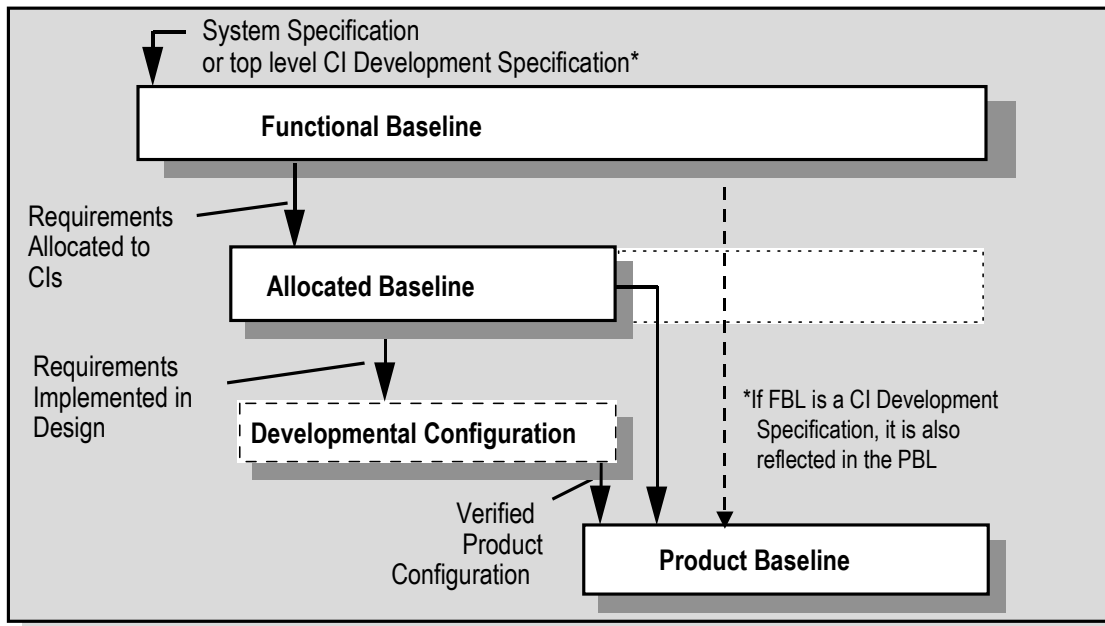 System Specification
or top level CI Development Specification*
Functional Baseline
Requirements
Allocated to
CIs
Allocated Baseline
Requirements
Implemented in
Design
*If FBL is a CI Development
Specification, it is also
reflected in the PBL
Developmental Configuration
Verified
Product
Configuration
Product Baseline